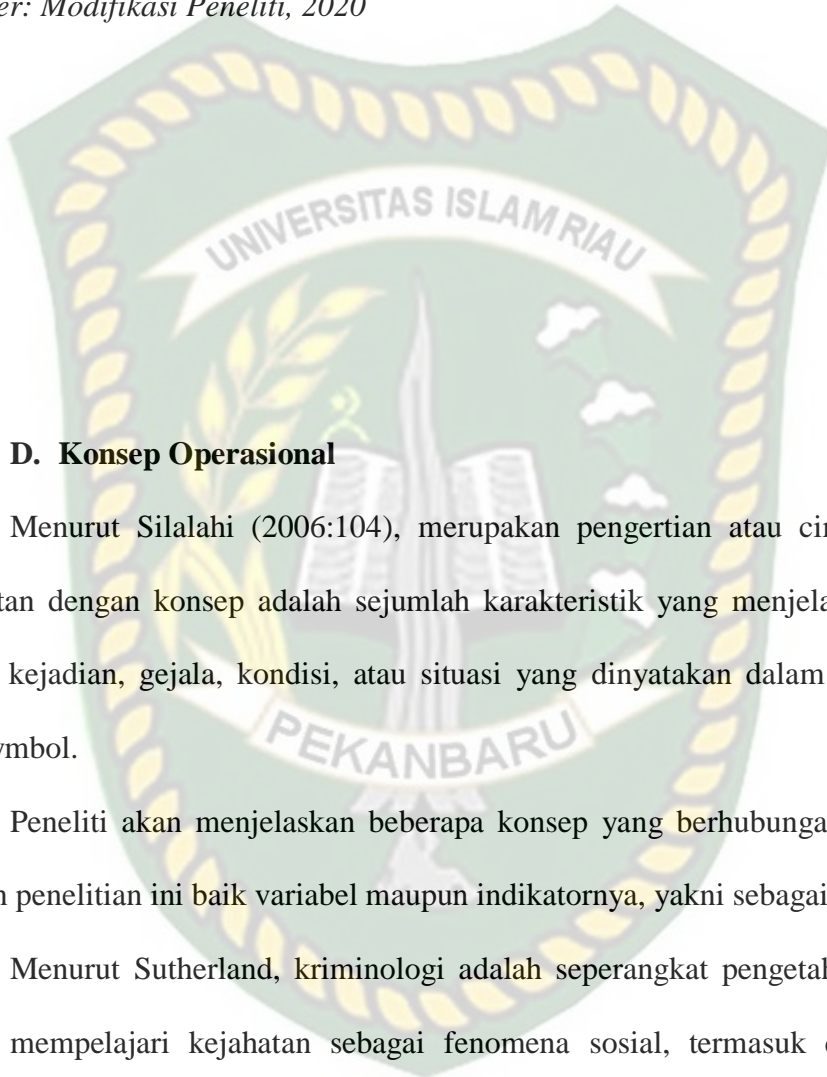 er: Modifikasi Peneliti, 2020
UNIVERSITAS ISLAM RIAU
D. Konsep Operasional
Menurut Silalahi (2006:104), merupakan pengertian atau cir
tan dengan konsep adalah sejumlah karakteristik yang menjela
kejadian, gejala, kondisi, atau situasi yang dinyatakan dalam
ymbol.
PEKANBARU
Peneliti akan menjelaskan beberapa konsep yang berhubunga
n penelitian ini baik variabel maupun indikatornya, yakni sebagai
Menurut Sutherland, kriminologi adalah seperangkat pengetah
mempelajari kejahatan sebagai fenomena sosial, termasuk